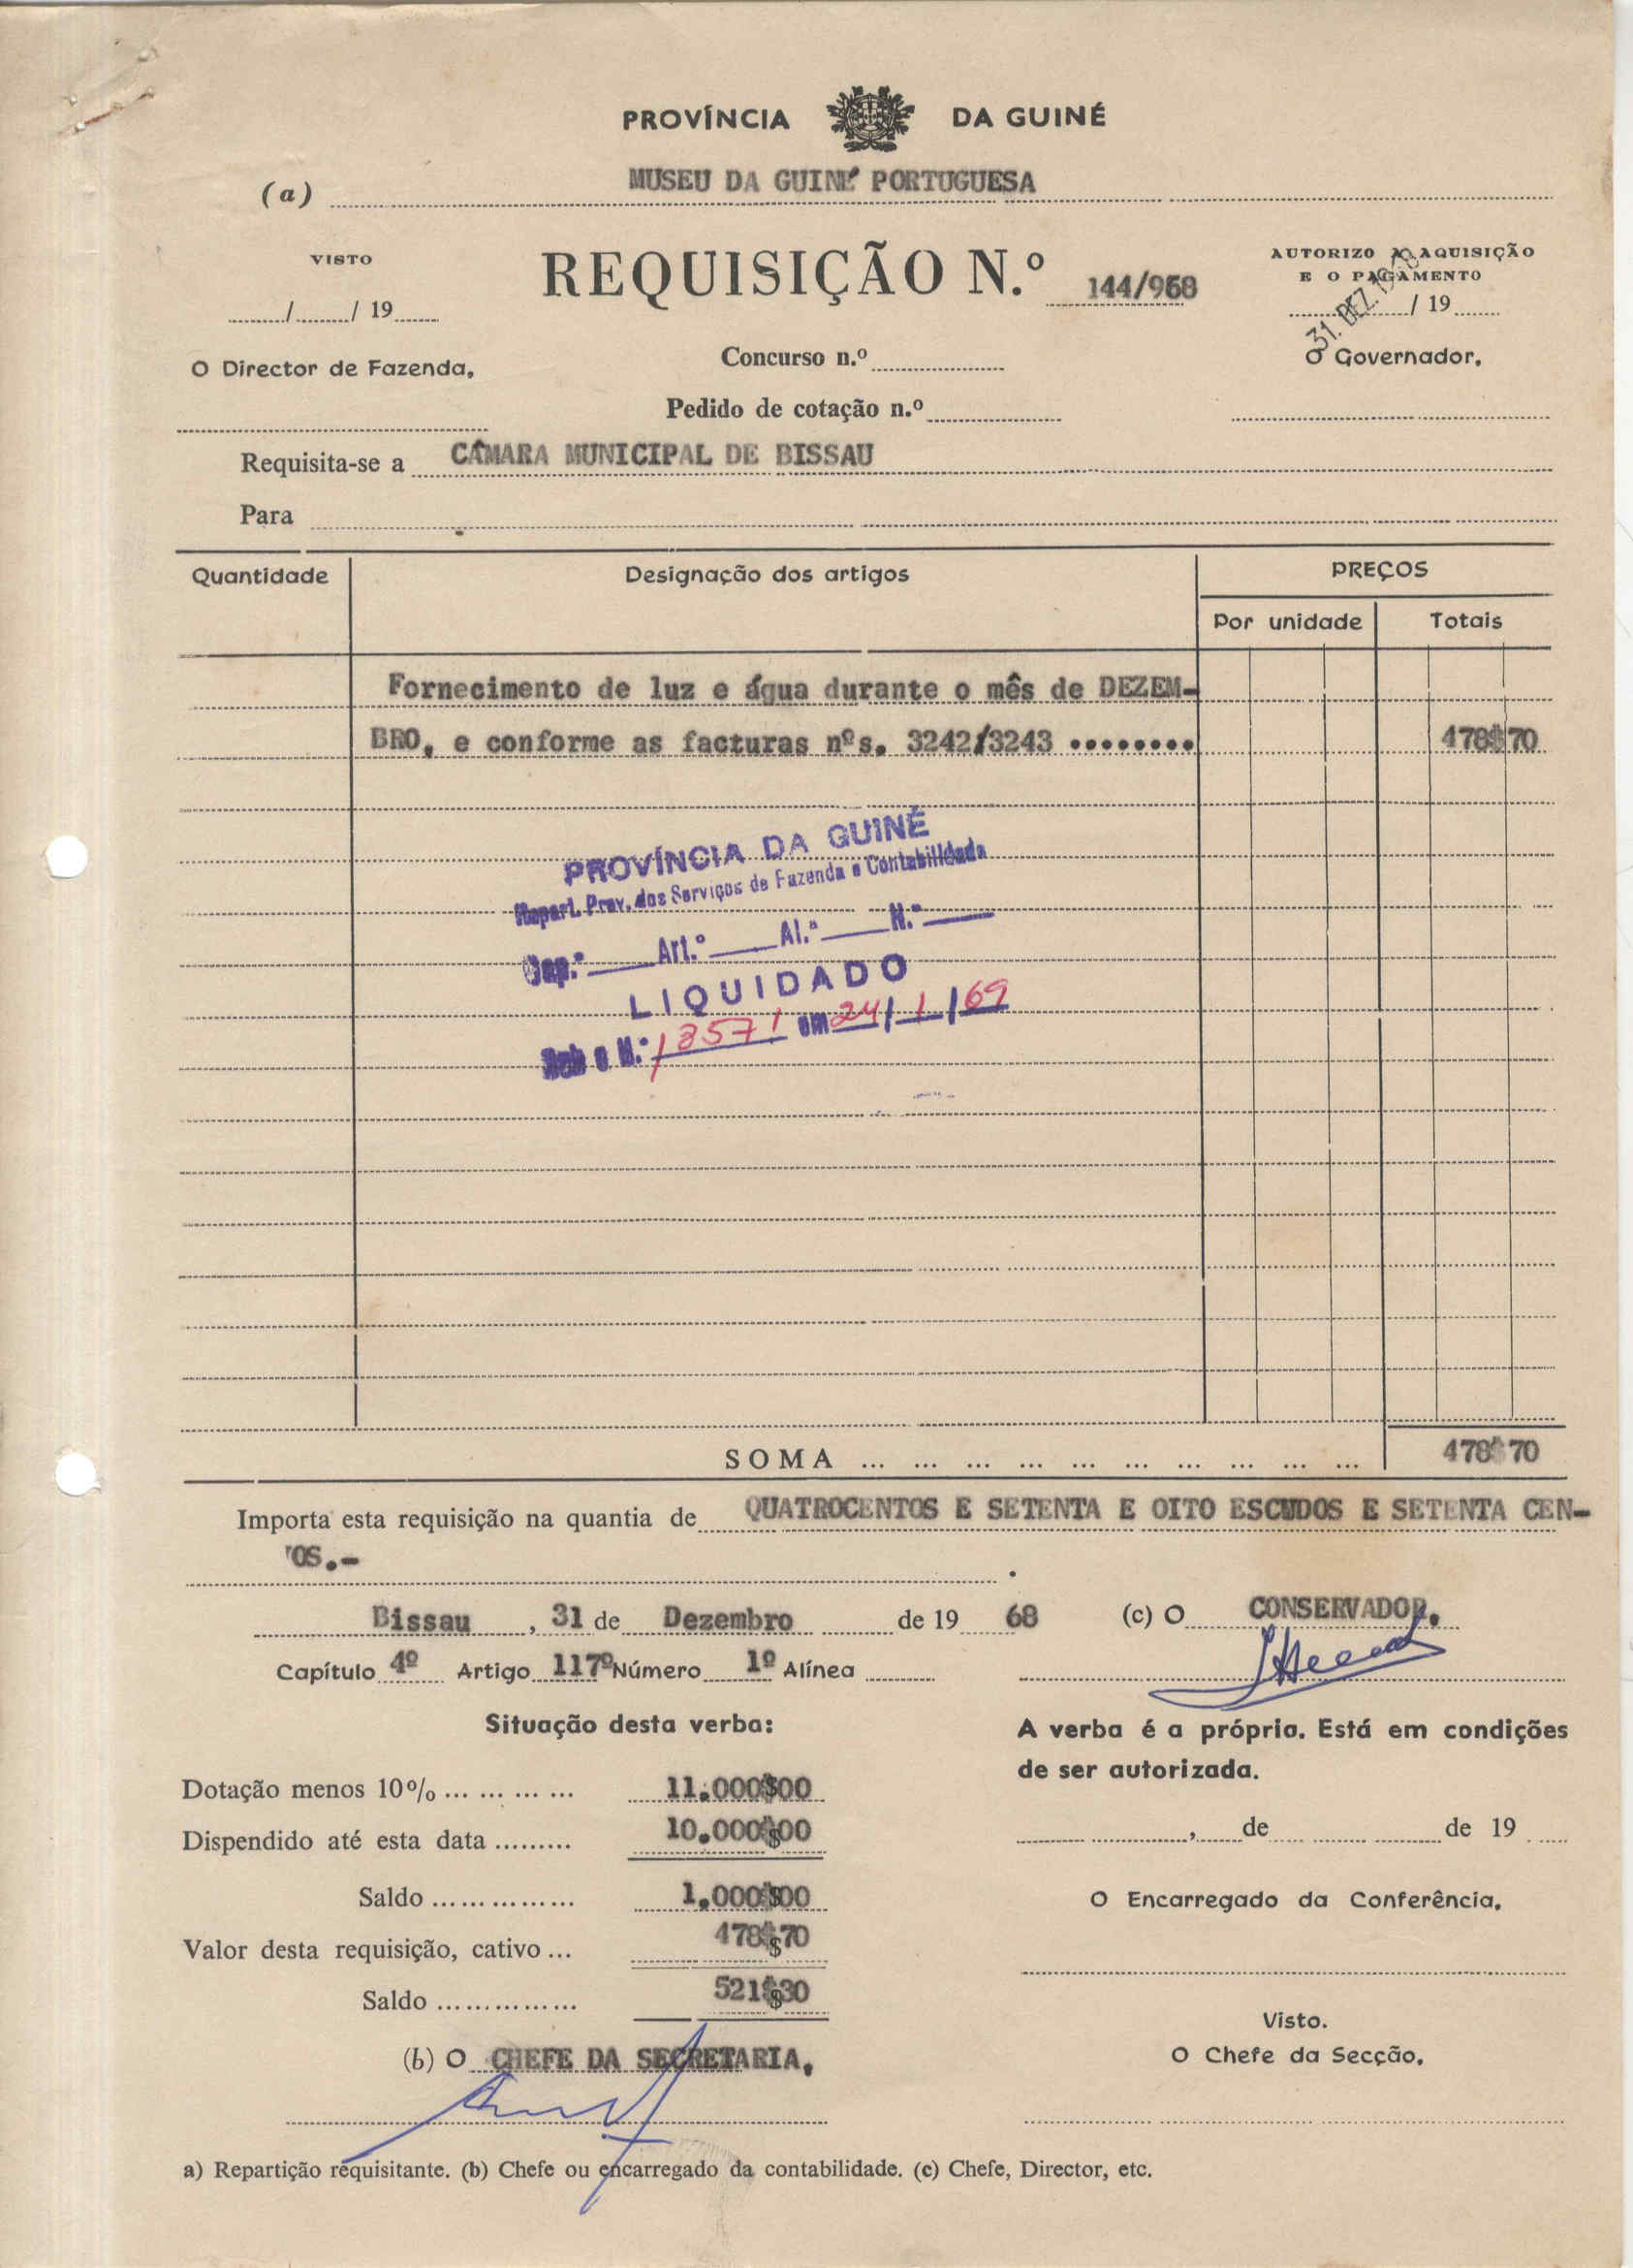 PROVÍNCIA DA GUINÉ
(a) MUSEU DA GUINÉ PORTUGUESA
VISTO
/ / 19
O Director de Fazenda,
REQUISIÇÃO N.º 144/968
Concurso n.º
Pedido de cotação n.º
AUTORIZO A AQUISIÇÃO
E O PAGAMENTO
31. DEZ. / 19
O Governador,
Requisita-se a CÂMARA MUNICIPAL DE BISSAU
Para
Quantidade Designação dos artigos PREÇOS
Por unidade Totais
Fornecimento de luz e água durante o mês de DEZEM-
BRO, e conforme as facturas nºs. 3242/3243 ........ 478$70
PROVÍNCIA DA GUINÉ
Repart. Prov. dos Serviços de Fazenda e Contabilidade
Cap.º Art.º Al.ª N.º
LIQUIDADO
Sob o N.º 13571 em 24/1/69
SOMA ... ... ... ... ... ... ... ... ... ... 478$70
Importa esta requisição na quantia de QUATROCENTOS E SETENTA E OITO ESCUDOS E SETENTA CEN-
TOS.-
Bissau, 31 de Dezembro de 19 68 (c) O CONSERVADOR,
Capítulo 4º Artigo 117º Número 1º Alínea
Situação desta verba:
Dotação menos 10% ... ... ... ... 11.000$00
Dispendido até esta data ......... 10.000$00
Saldo ............... 1.000$00
Valor desta requisição, cativo ... 478$70
Saldo ............... 521$30
(b) O CHEFE DA SECRETARIA,
A verba é a própria. Está em condições
de ser autorizada.
, de de 19
O Encarregado da Conferência,
Visto.
O Chefe da Secção,
a) Repartição requisitante. (b) Chefe ou encarregado da contabilidade. (c) Chefe, Director, etc.